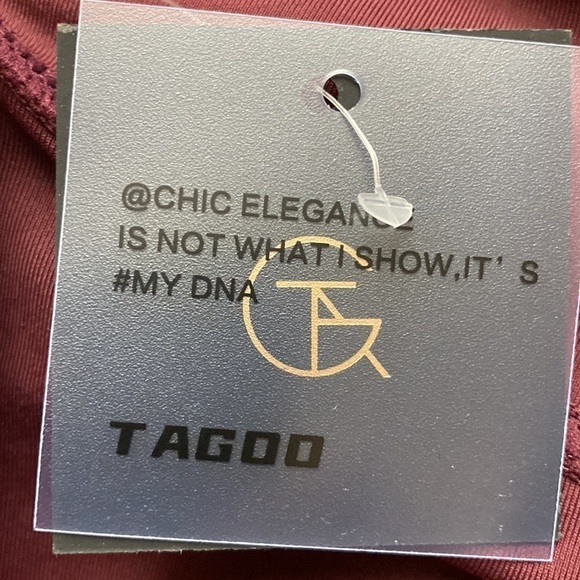 @CHIC ELEGANCE
IS NOT WHAT I SHOW,IT'S
#MY DNA
TAGOO